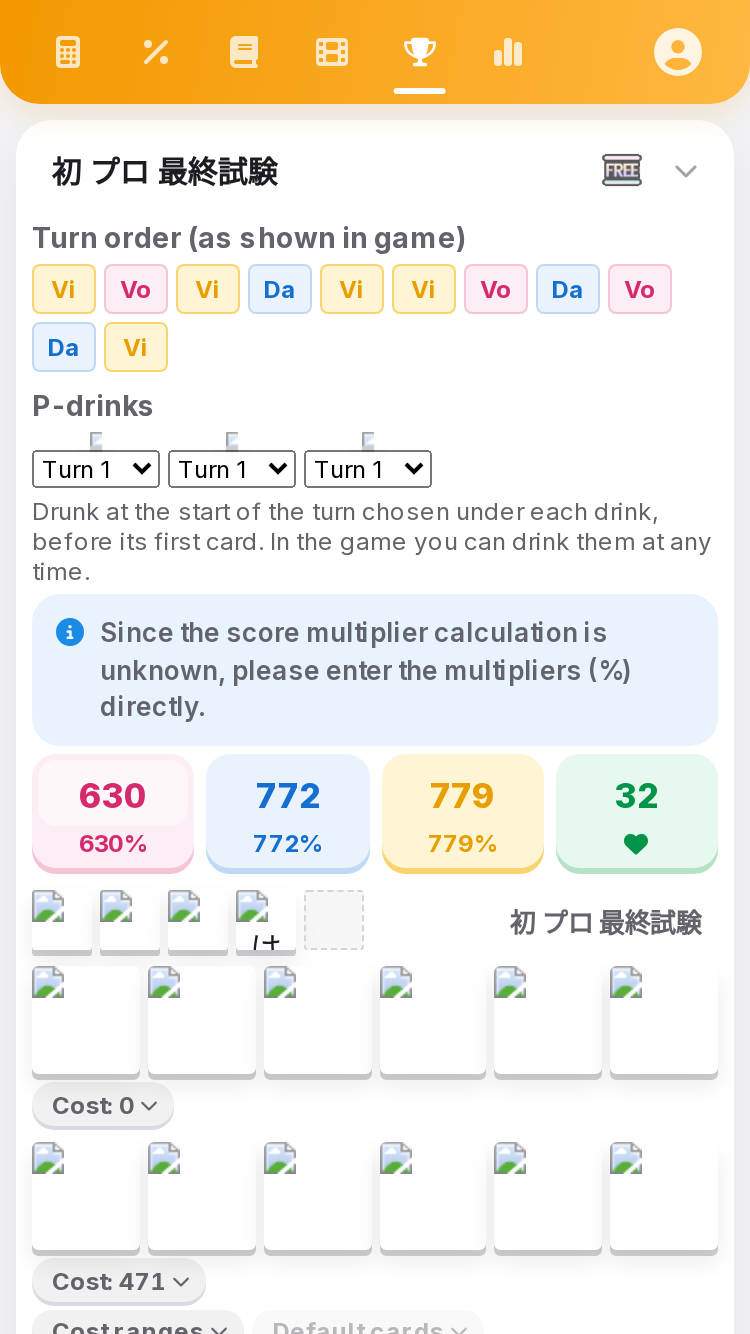 初 プロ 最終試験
FREE
Turn order (as shown in game)
Vi Vo Vi Da Vi Vi Vo Da Vo
Da Vi
P-drinks
Turn 1 Turn 1 Turn 1
Drunk at the start of the turn chosen under each drink,
before its first card. In the game you can drink them at any
time.
Since the score multiplier calculation is
unknown, please enter the multipliers (%)
directly.
630 772 779 32
630% 772% 779%
初 プロ 最終試験
Cost: 0
Cost: 471
Cost ranges Default cards